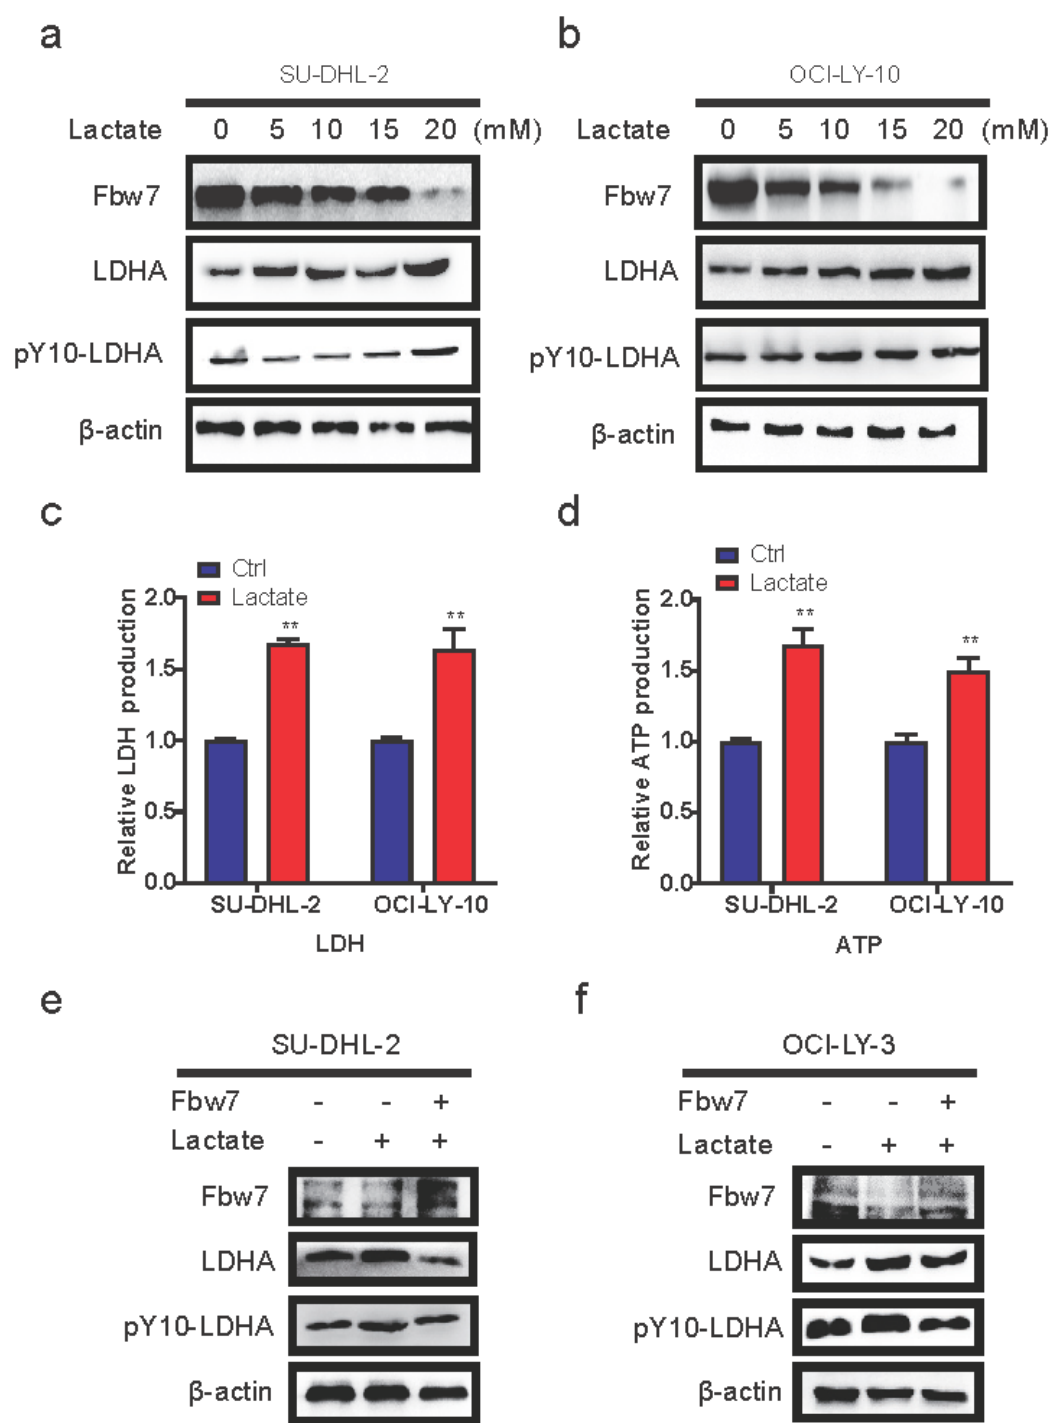 a
SU-DHL-2
Lactate 0 5 10 15 20 (mM)
Fbw7
LDHA
pY10-LDHA
β-actin
b
OCI-LY-10
Lactate 0 5 10 15 20 (mM)
Fbw7
LDHA
pY10-LDHA
β-actin
c
Ctrl
Lactate
Relative LDH production
2.0
1.5
1.0
0.5
0.0
** **
SU-DHL-2 OCI-LY-10
LDH
d
Ctrl
Lactate
Relative ATP production
2.0
1.5
1.0
0.5
0.0
** **
SU-DHL-2 OCI-LY-10
ATP
e
SU-DHL-2
Fbw7 - - +
Lactate - + +
Fbw7
LDHA
pY10-LDHA
β-actin
f
OCI-LY-3
Fbw7 - - +
Lactate - + +
Fbw7
LDHA
pY10-LDHA
β-actin